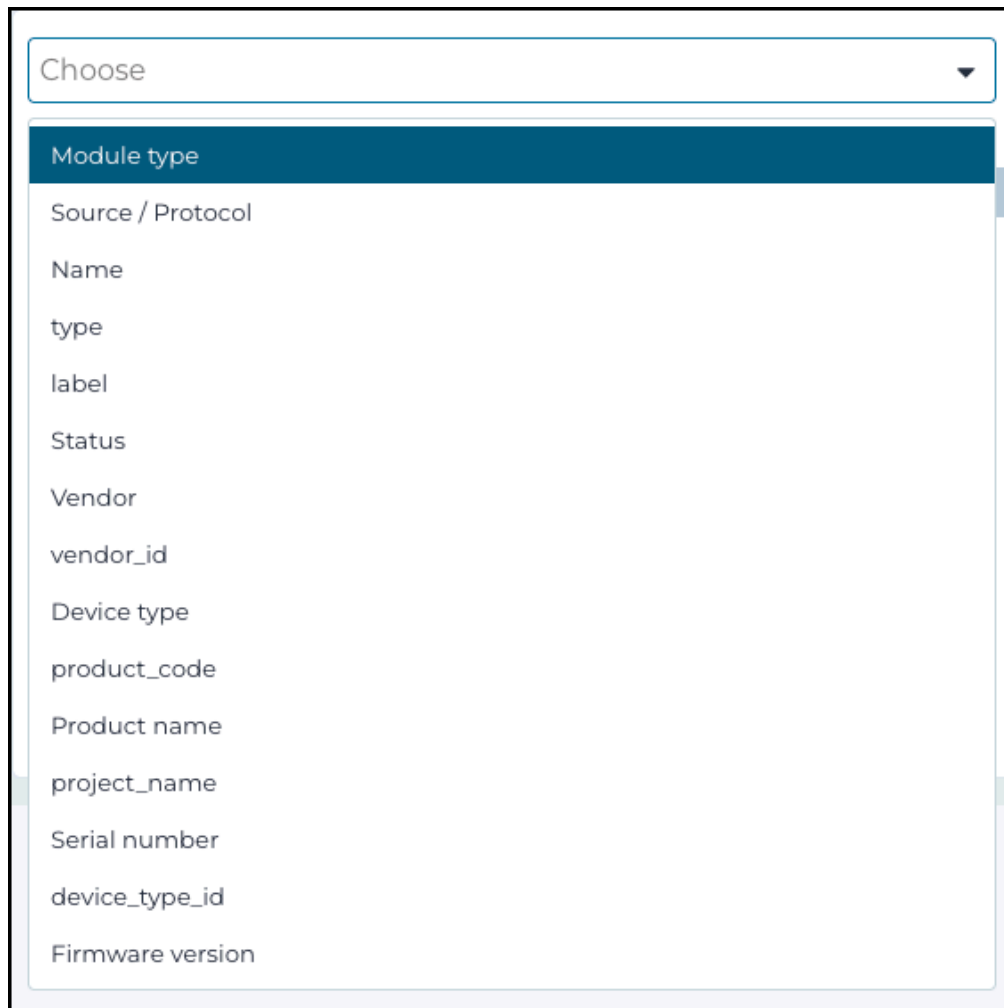 Choose
Module type
Source / Protocol
Name
type
label
Status
Vendor
vendor_id
Device type
product_code
Product name
project_name
Serial number
device_type_id
Firmware version